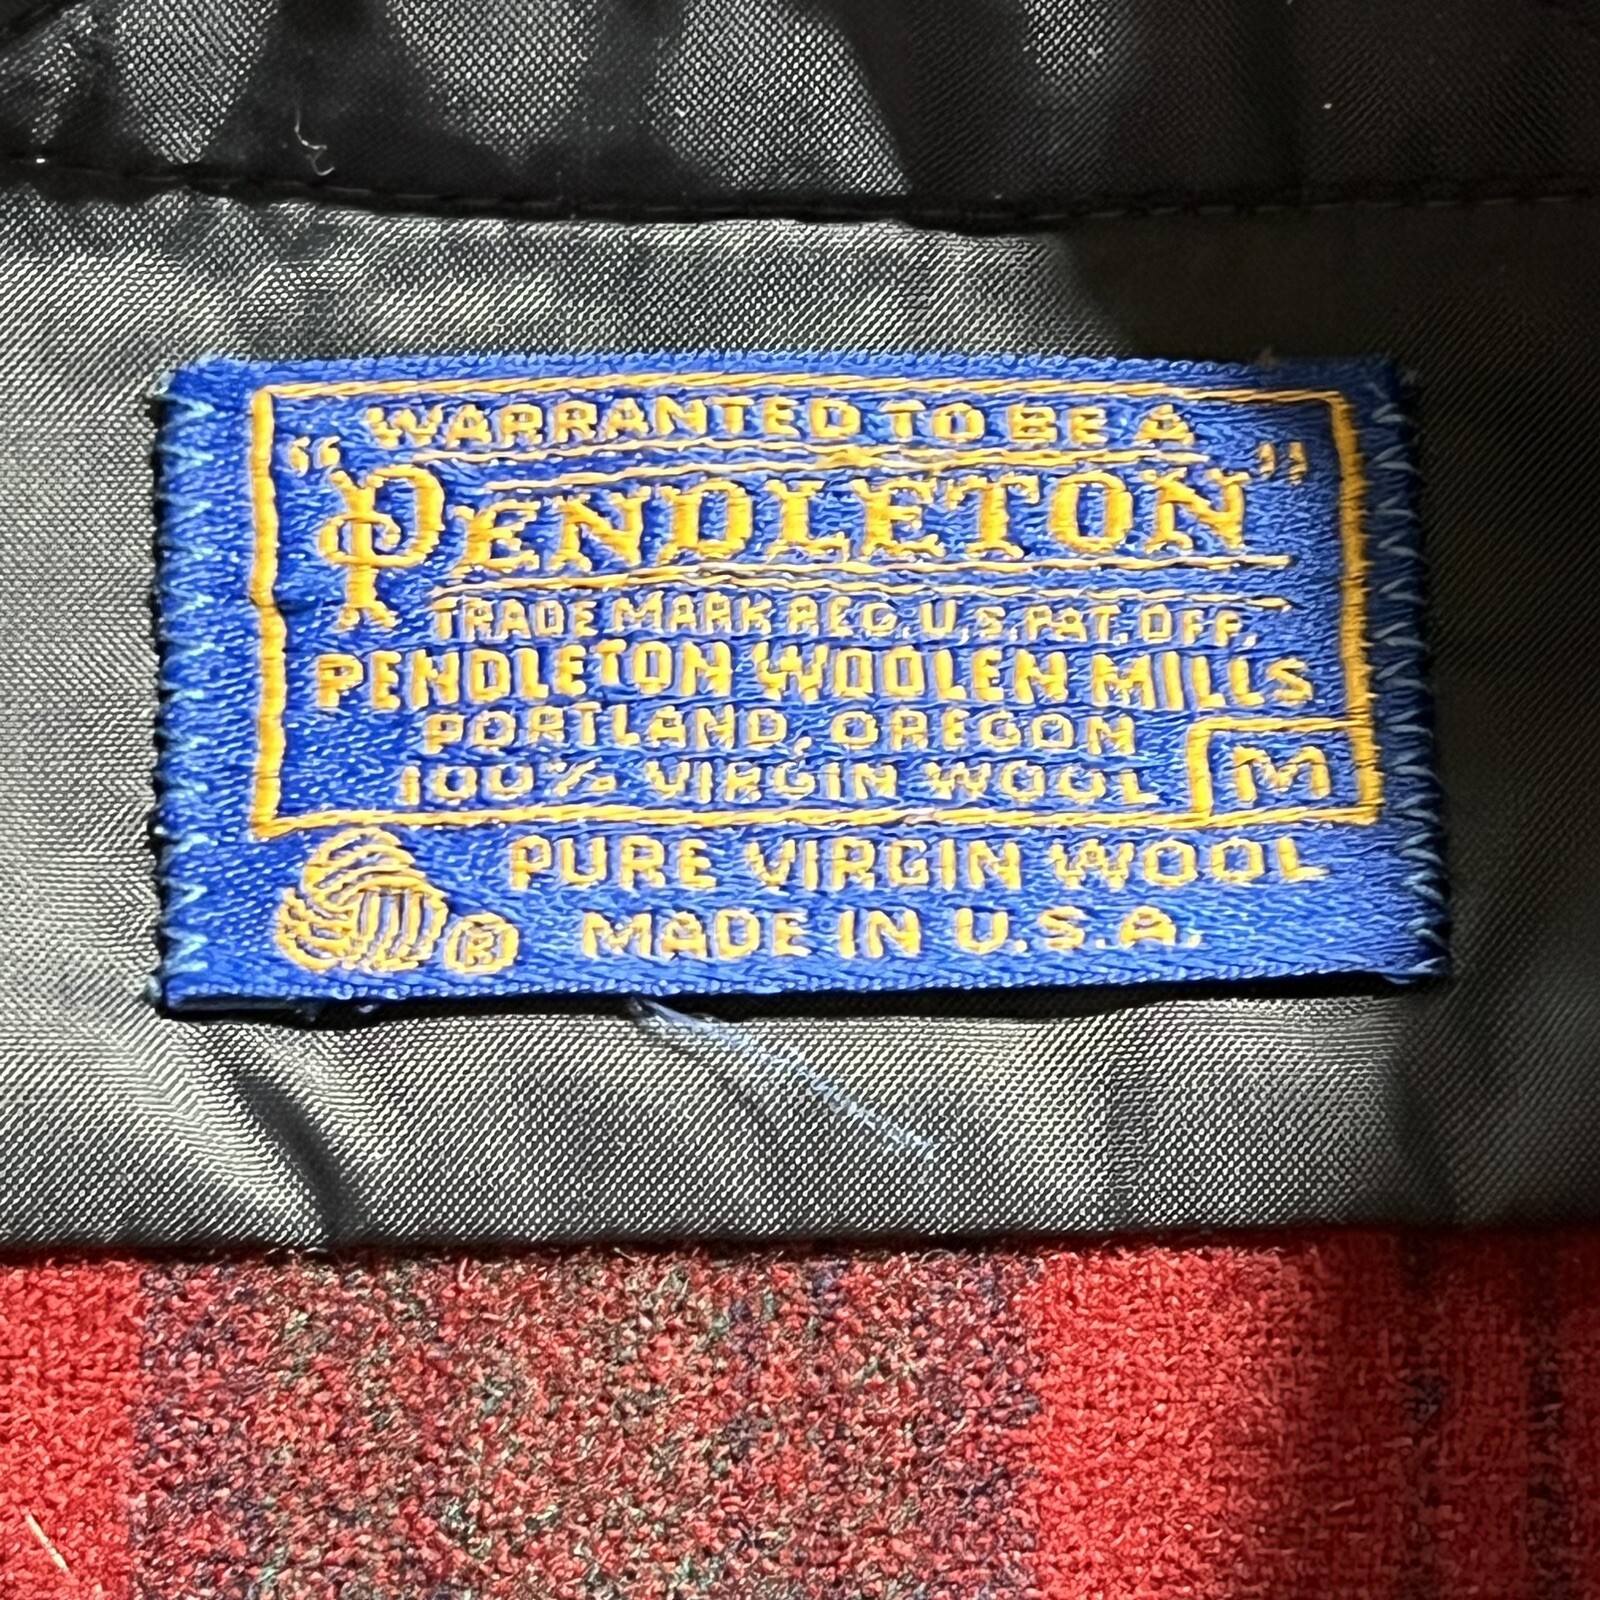 WARRANTED TO BE A
"PENDLETON"
TRADE MARK REG. U.S. PAT. OFF.
PENDLETON WOOLEN MILLS
PORTLAND, OREGON
100% VIRGIN WOOL M
PURE VIRGIN WOOL
® MADE IN U.S.A.